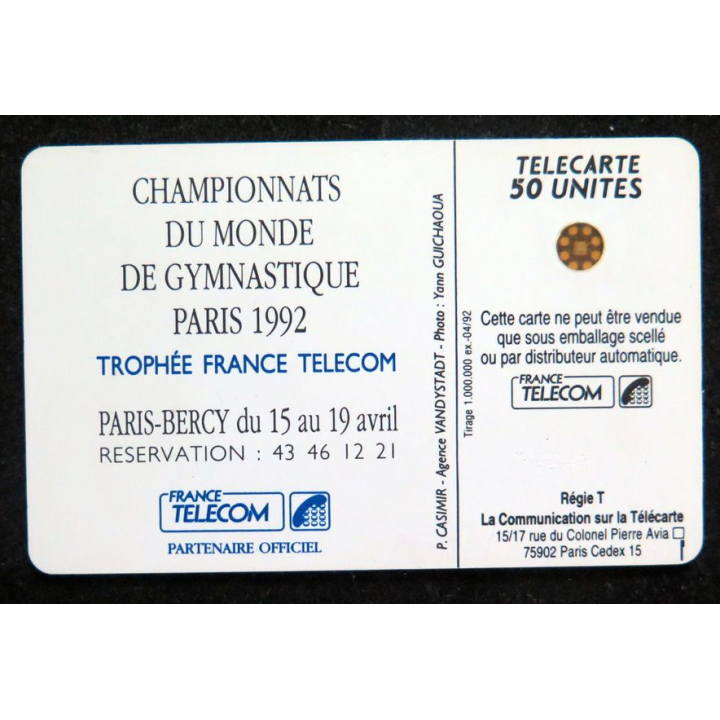 CHAMPIONNATS
DU MONDE
DE GYMNASTIQUE
PARIS 1992
TROPHÉE FRANCE TELECOM
PARIS-BERCY du 15 au 19 avril
RESERVATION : 43 46 12 21
FRANCE
TELECOM
PARTENAIRE OFFICIEL
P. CASIMIR - Agence VANDYSTADT - Photo : Yann GUICHAOUA
Tirage 1.000.000 ex.-04/92
TELECARTE
50 UNITES
Cette carte ne peut être vendue
que sous emballage scellé
ou par distributeur automatique.
FRANCE
TELECOM
Régie T
La Communication sur la Télécarte
15/17 rue du Colonel Pierre Avia
75902 Paris Cedex 15